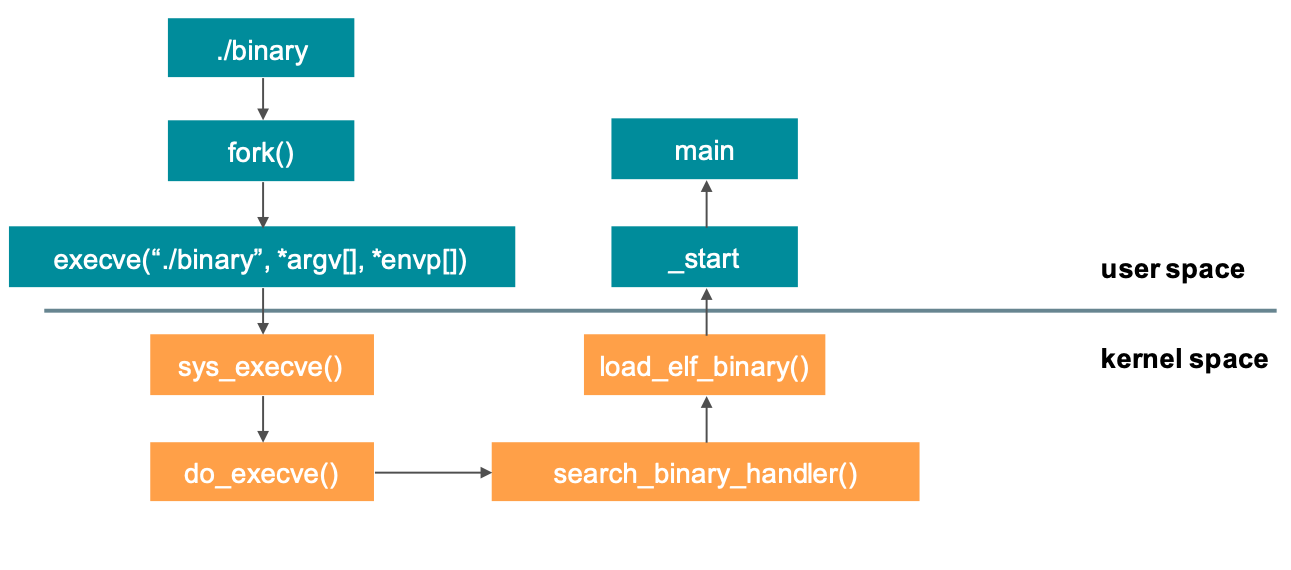 ./binary
fork()
execve(“./binary”, *argv[], *envp[])
sys_execve()
do_execve()
search_binary_handler()
load_elf_binary()
_start
main
user space
kernel space